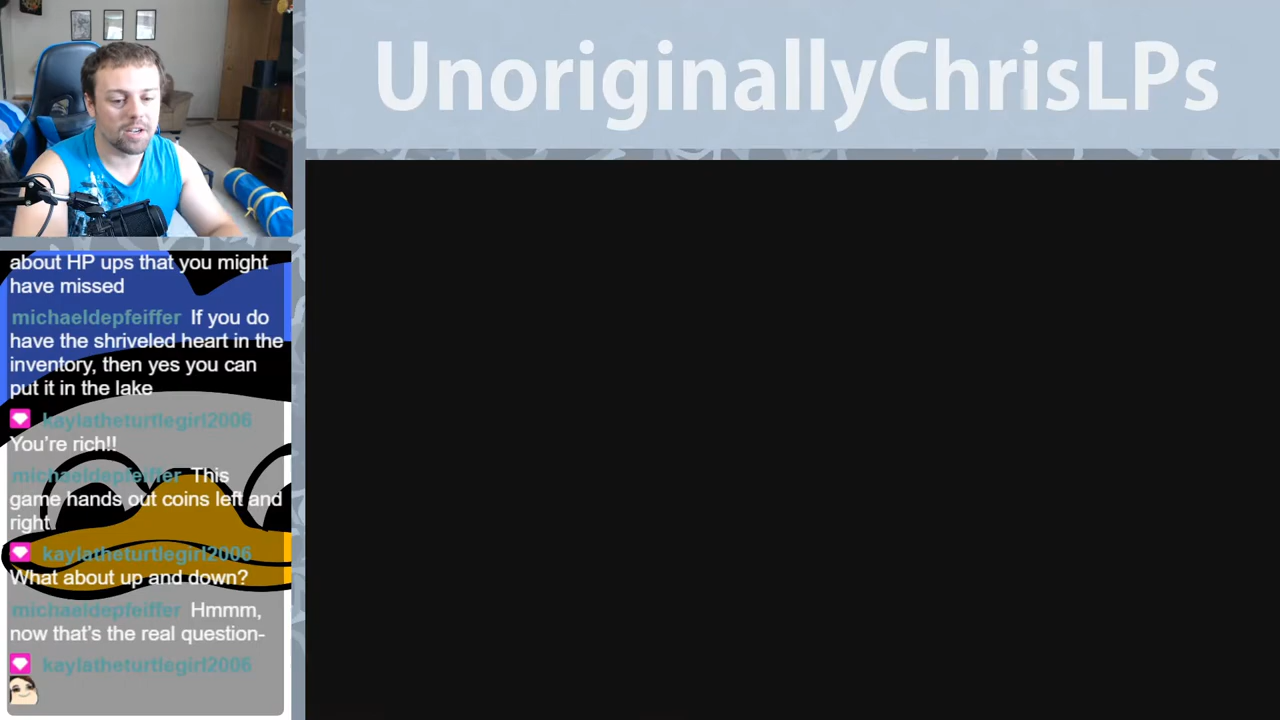 UnoriginallyChrisLPs
about HP ups that you might
have missed
michaeldepfeiffer If you do
have the shriveled heart in the
inventory, then yes you can
put it in the lake
kaylatheturtlegirl2006
You're rich!!
michaeldepfeiffer This
game hands out coins left and
right
kaylatheturtlegirl2006
What about up and down?
michaeldepfeiffer Hmmm,
now that's the real question-
kaylatheturtlegirl2006